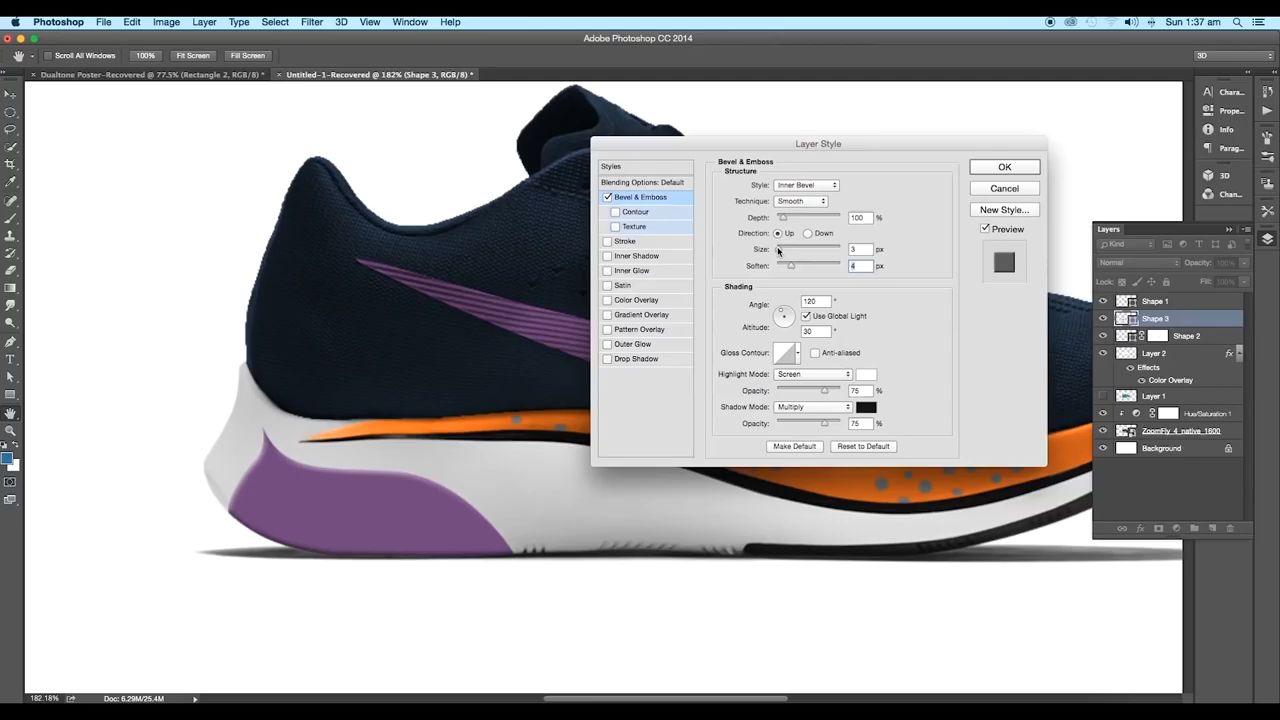 Photoshop File Edit Image Layer Type Select Filter 3D View Window Help Sun 1:37 am
Adobe Photoshop CC 2014
Scroll All Windows 100% Fit Screen Fill Screen 3D
Dualtone Poster-Recovered @ 77.5% (Rectangle 2, RGB/8) * Untitled-1-Recovered @ 182% (Shape 3, RGB/8) *
Layer Style
Styles
Blending Options: Default
Bevel & Emboss
Contour
Texture
Stroke
Inner Shadow
Inner Glow
Satin
Color Overlay
Gradient Overlay
Pattern Overlay
Outer Glow
Drop Shadow
Bevel & Emboss
Structure
Style: Inner Bevel
Technique: Smooth
Depth: 100 %
Direction: Up Down
Size: 3 px
Soften: 4 px
Shading
Angle: 120 °
Use Global Light
Altitude: 30 °
Gloss Contour: Anti-aliased
Highlight Mode: Screen
Opacity: 75 %
Shadow Mode: Multiply
Opacity: 75 %
Make Default Reset to Default
OK
Cancel
New Style...
Preview
Chara...
Prope...
Info
Parag...
3D
Chan...
Layers
Kind
Normal Opacity: 100%
Lock: Fill: 100%
Shape 1
Shape 3
Shape 2
Layer 2 fx
Effects
Color Overlay
Layer 1
Hue/Saturation 1
ZoomFly_4_native_1600
Background
182.18% Doc: 6.29M/25.4M